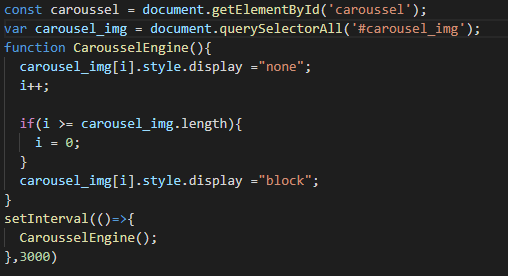 const caroussel = document.getElementById('caroussel');
var carousel_img = document.querySelectorAll('#carousel_img');
function CarousselEngine(){
  carousel_img[i].style.display ="none";
  i++;

  if(i >= carousel_img.length){
    i = 0;
  }
  carousel_img[i].style.display ="block";
}
setInterval(()=>{
  CarousselEngine();
},3000)